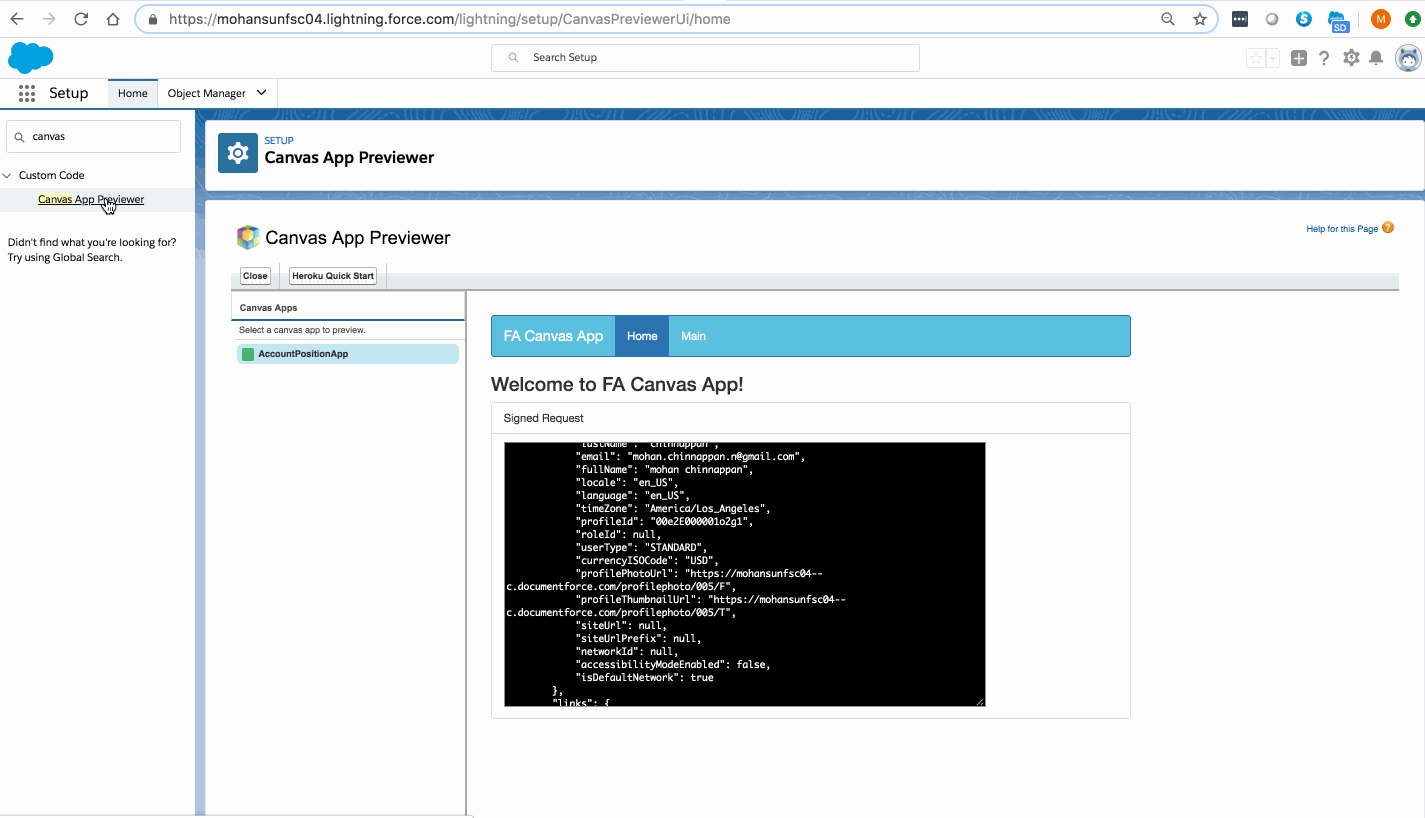 https://mohansunfsc04.lightning.force.com/lightning/setup/CanvasPreviewerUi/home
SD
M
Search Setup
Setup
Home
Object Manager
canvas
Custom Code
Canvas App Previewer
Didn't find what you're looking for?
Try using Global Search.
SETUP
Canvas App Previewer
Canvas App Previewer
Help for this Page ?
Close
Heroku Quick Start
Canvas Apps
Select a canvas app to preview.
AccountPositionApp
FA Canvas App
Home
Main
Welcome to FA Canvas App!
Signed Request
"lastName": "chinnappan",
"email": "mohan.chinnappan.n@gmail.com",
"fullName": "mohan chinnappan",
"locale": "en_US",
"language": "en_US",
"timeZone": "America/Los_Angeles",
"profileId": "00e2E000001o2g1",
"roleId": null,
"userType": "STANDARD",
"currencyISOCode": "USD",
"profilePhotoUrl": "https://mohansunfsc04--
c.documentforce.com/profilephoto/005/F",
"profileThumbnailUrl": "https://mohansunfsc04--
c.documentforce.com/profilephoto/005/T",
"siteUrl": null,
"siteUrlPrefix": null,
"networkId": null,
"accessibilityModeEnabled": false,
"isDefaultNetwork": true
},
"links": {